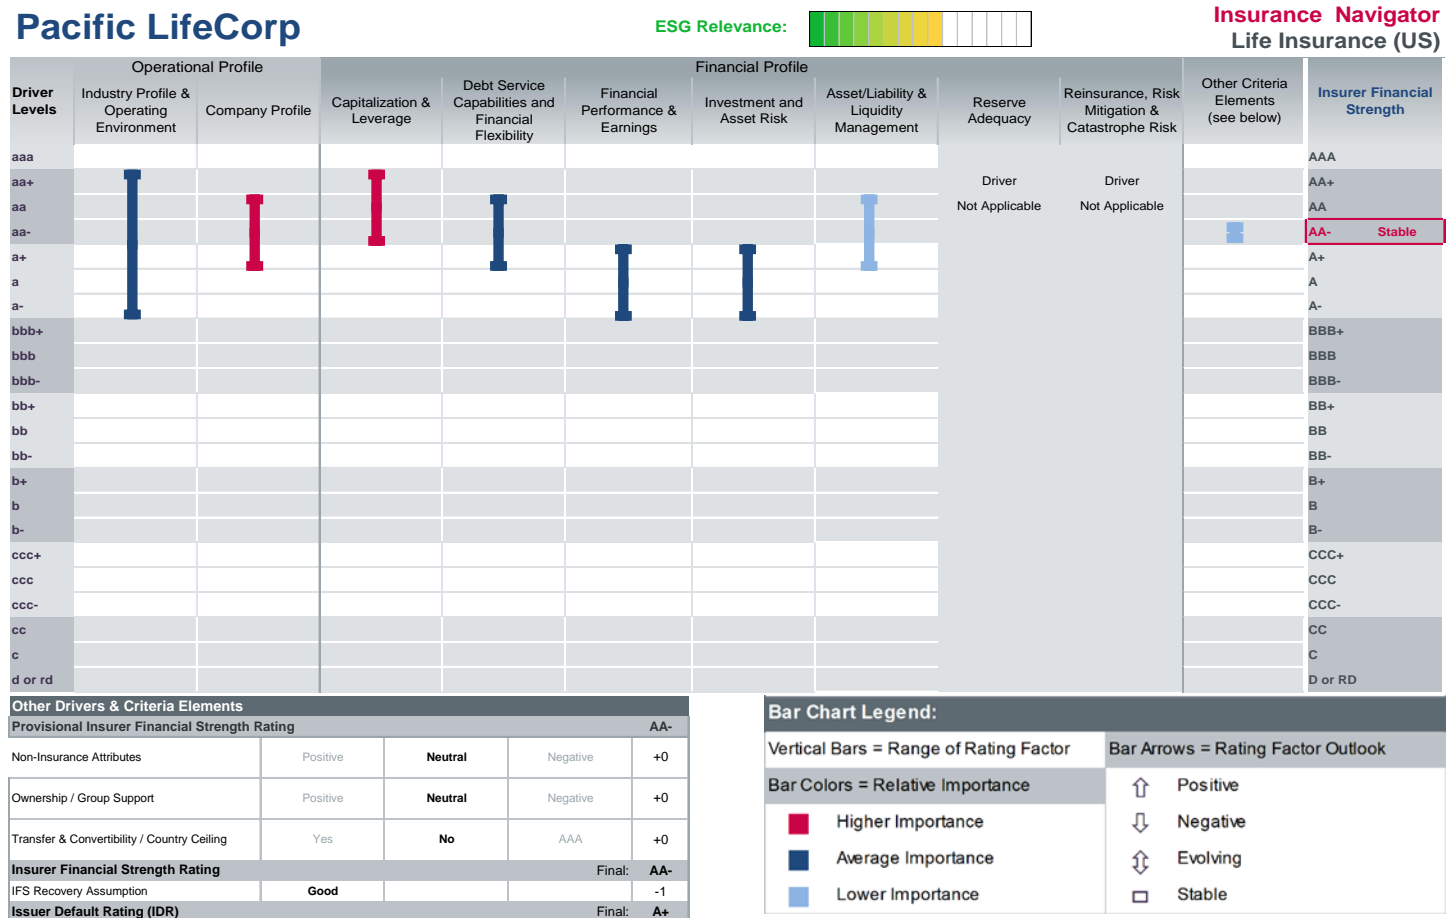 Pacific LifeCorp
ESG Relevance:
Insurance Navigator
Life Insurance (US)
Operational Profile
Financial Profile
Driver
Levels
Industry Profile &
Operating
Environment
Company Profile
Capitalization &
Leverage
Debt Service
Capabilities and
Financial
Flexibility
Financial
Performance &
Earnings
Investment and
Asset Risk
Asset/Liability &
Liquidity
Management
Reserve
Adequacy
Reinsurance, Risk
Mitigation &
Catastrophe Risk
Other Criteria
Elements
(see below)
Insurer Financial
Strength
aaa AAA
aa+ Driver Driver AA+
aa Not Applicable Not Applicable AA
aa- AA- Stable
a+ A+
a A
a- A-
bbb+ BBB+
bbb BBB
bbb- BBB-
bb+ BB+
bb BB
bb- BB-
b+ B+
b B
b- B-
ccc+ CCC+
ccc CCC
ccc- CCC-
cc CC
c C
d or rd D or RD
Other Drivers & Criteria Elements
Provisional Insurer Financial Strength Rating AA-
Non-Insurance Attributes Positive Neutral Negative +0
Ownership / Group Support Positive Neutral Negative +0
Transfer & Convertibility / Country Ceiling Yes No AAA +0
Insurer Financial Strength Rating Final: AA-
IFS Recovery Assumption Good -1
Issuer Default Rating (IDR) Final: A+
Bar Chart Legend:
Vertical Bars = Range of Rating Factor
Bar Colors = Relative Importance
Higher Importance
Average Importance
Lower Importance
Bar Arrows = Rating Factor Outlook
Positive
Negative
Evolving
Stable